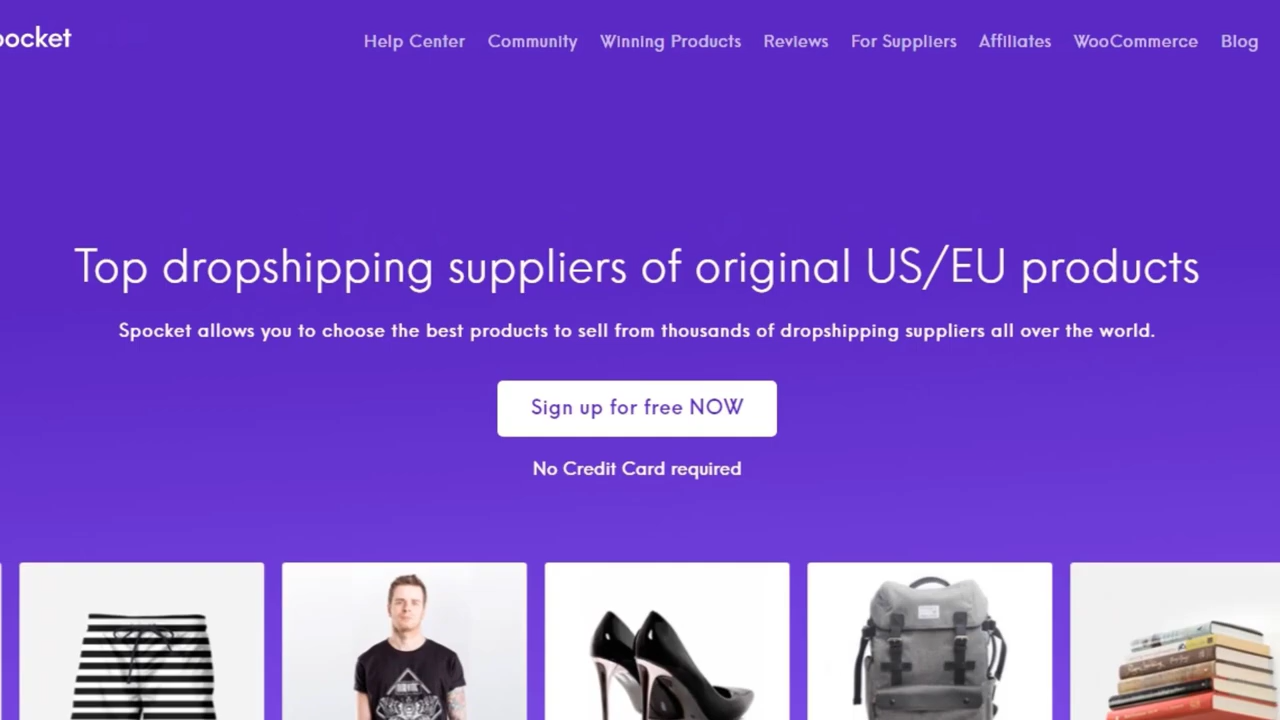 pocket
Help Center Community Winning Products Reviews For Suppliers Affiliates WooCommerce Blog
Top dropshipping suppliers of original US/EU products
Spocket allows you to choose the best products to sell from thousands of dropshipping suppliers all over the world.
Sign up for free NOW
No Credit Card required